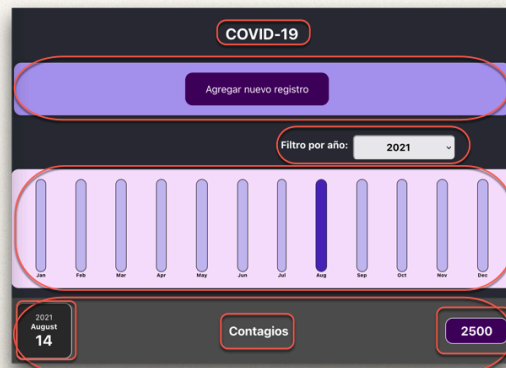 COVID-19
Agregar nuevo registro
Filtro por año: 2021
Jan Feb Mar Apr May Jun Jul Aug Sep Oct Nov Dec
2021
August
14
Contagios
2500